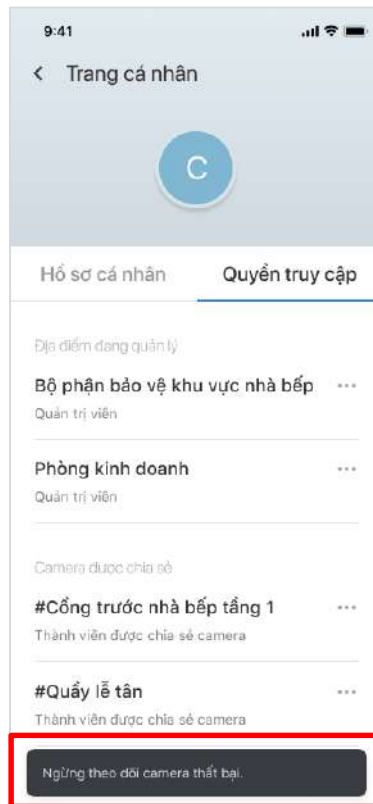 9:41
Trang cá nhân
C
Hồ sơ cá nhân
Quyền truy cập
Địa điểm đang quản lý
Bộ phận bảo vệ khu vực nhà bếp
Quản trị viên
Phòng kinh doanh
Quản trị viên
Camera được chia sẻ
#Cổng trước nhà bếp tầng 1
Thành viên được chia sẻ camera
#Quầy lễ tân
Thành viên được chia sẻ camera
Ngừng theo dõi camera thất bại.